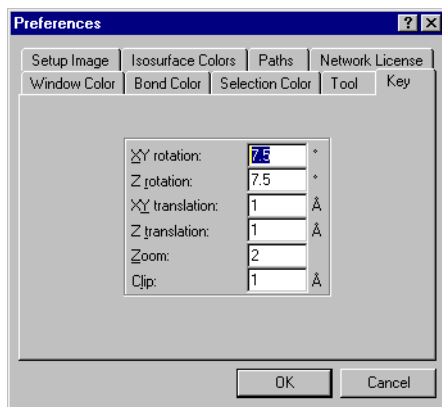 Preferences ? ×
Setup Image Isosurface Colors Paths Network License
Window Color Bond Color Selection Color Tool Key
XY rotation: 7.5 °
Z rotation: 7.5 °
XY translation: 1 Å
Z translation: 1 Å
Zoom: 2
Clip: 1 Å
OK Cancel